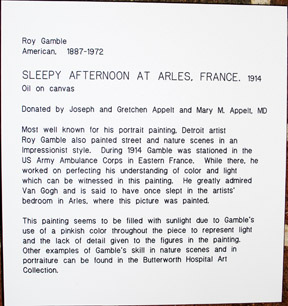 Roy Gamble
American, 1887-1972
SLEEPY AFTERNOON AT ARLES, FRANCE. 1914
Oil on canvas
Donated by Joseph and Gretchen Appelt and Mary M. Appelt, MD
Most well known for his portrait painting, Detroit artist
Roy Gamble also painted street and nature scenes in an
Impressionist style. During 1914 Gamble was stationed in the
US Army Ambulance Corps in Eastern France. While there, he
worked on perfecting his understanding of color and light
which can be witnessed in this painting. He greatly admired
Van Gogh and is said to have once slept in the artists'
bedroom in Arles, where this picture was painted.
This painting seems to be filled with sunlight due to Gamble's
use of a pinkish color throughout the piece to represent light
and the lack of detail given to the figures in the painting.
Other examples of Gamble's skill in nature scenes and in
portraiture can be found in the Butterworth Hospital Art
Collection.